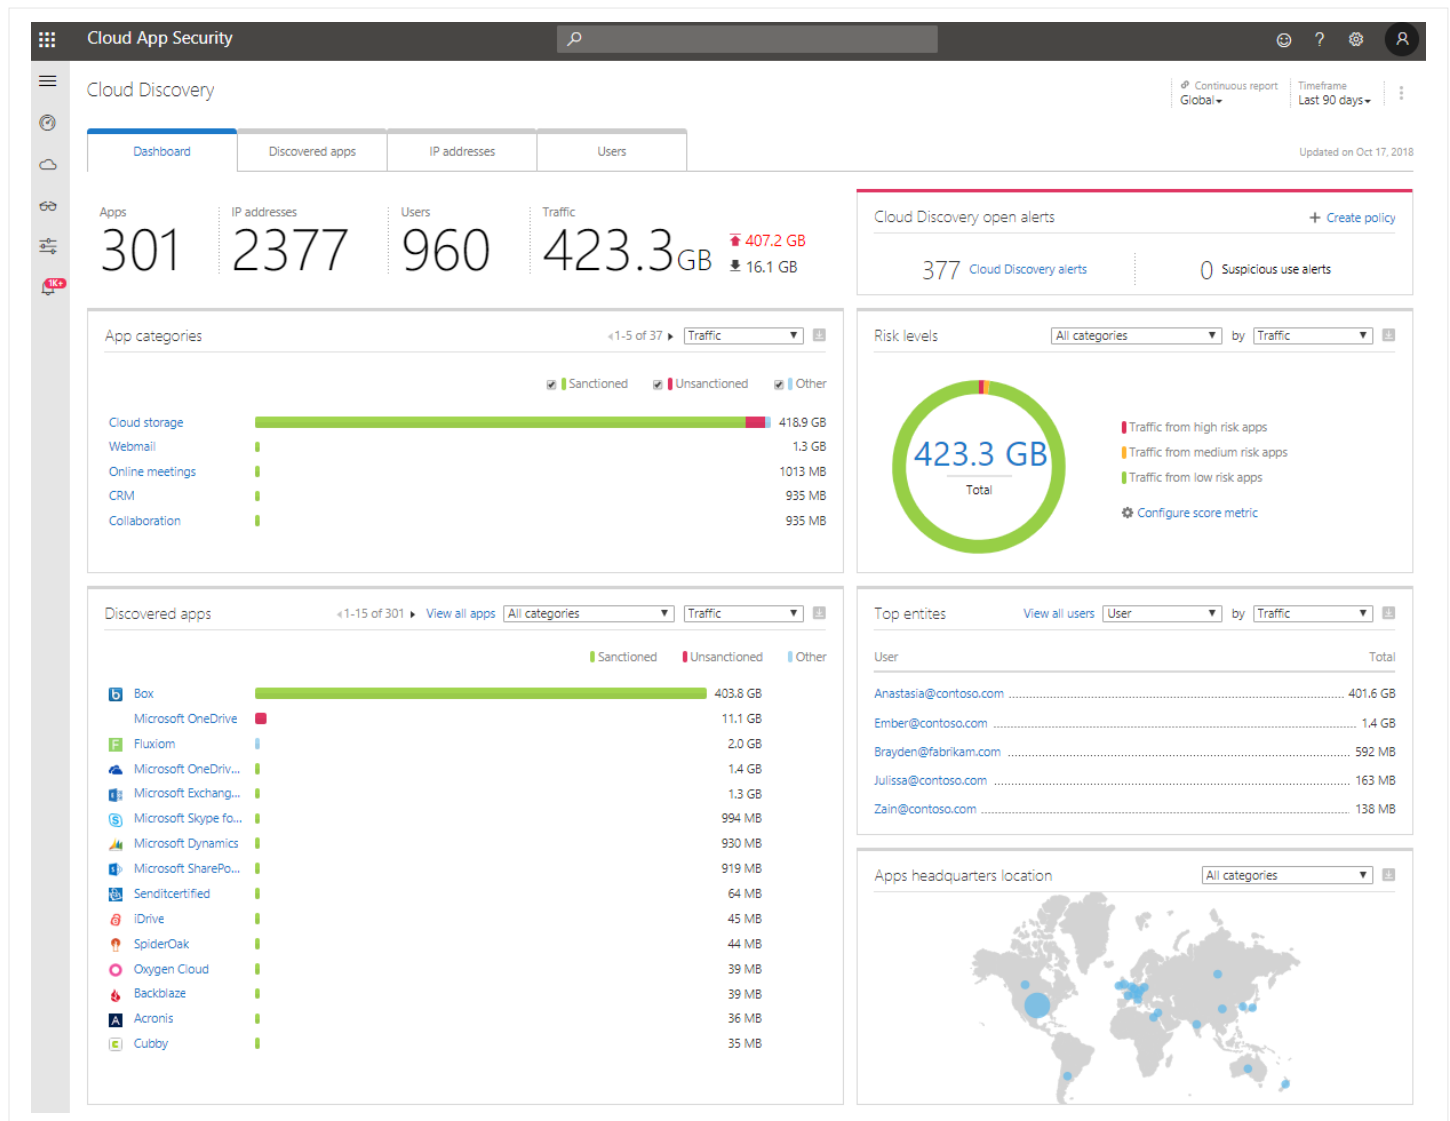 Cloud App Security
Cloud Discovery
Continuous report
Global
Timeframe
Last 90 days
1K+
Dashboard
Discovered apps
IP addresses
Users
Updated on Oct 17, 2018
Apps
301
IP addresses
2377
Users
960
Traffic
423.3GB
407.2 GB
16.1 GB
Cloud Discovery open alerts
+ Create policy
377 Cloud Discovery alerts
0 Suspicious use alerts
App categories
1-5 of 37
Traffic
Sanctioned Unsanctioned Other
Cloud storage 418.9 GB
Webmail 1.3 GB
Online meetings 1013 MB
CRM 935 MB
Collaboration 935 MB
Risk levels
All categories by Traffic
423.3 GB
Total
Traffic from high risk apps
Traffic from medium risk apps
Traffic from low risk apps
Configure score metric
Discovered apps
1-15 of 301
View all apps
All categories
Traffic
Sanctioned Unsanctioned Other
Box 403.8 GB
Microsoft OneDrive 11.1 GB
Fluxiom 2.0 GB
Microsoft OneDriv... 1.4 GB
Microsoft Exchang... 1.3 GB
Microsoft Skype fo... 994 MB
Microsoft Dynamics 930 MB
Microsoft SharePo... 919 MB
Senditcertified 64 MB
iDrive 45 MB
SpiderOak 44 MB
Oxygen Cloud 39 MB
Backblaze 39 MB
Acronis 36 MB
Cubby 35 MB
Top entites
View all users
User by Traffic
User Total
Anastasia@contoso.com 401.6 GB
Ember@contoso.com 1.4 GB
Brayden@fabrikam.com 592 MB
Julissa@contoso.com 163 MB
Zain@contoso.com 138 MB
Apps headquarters location
All categories